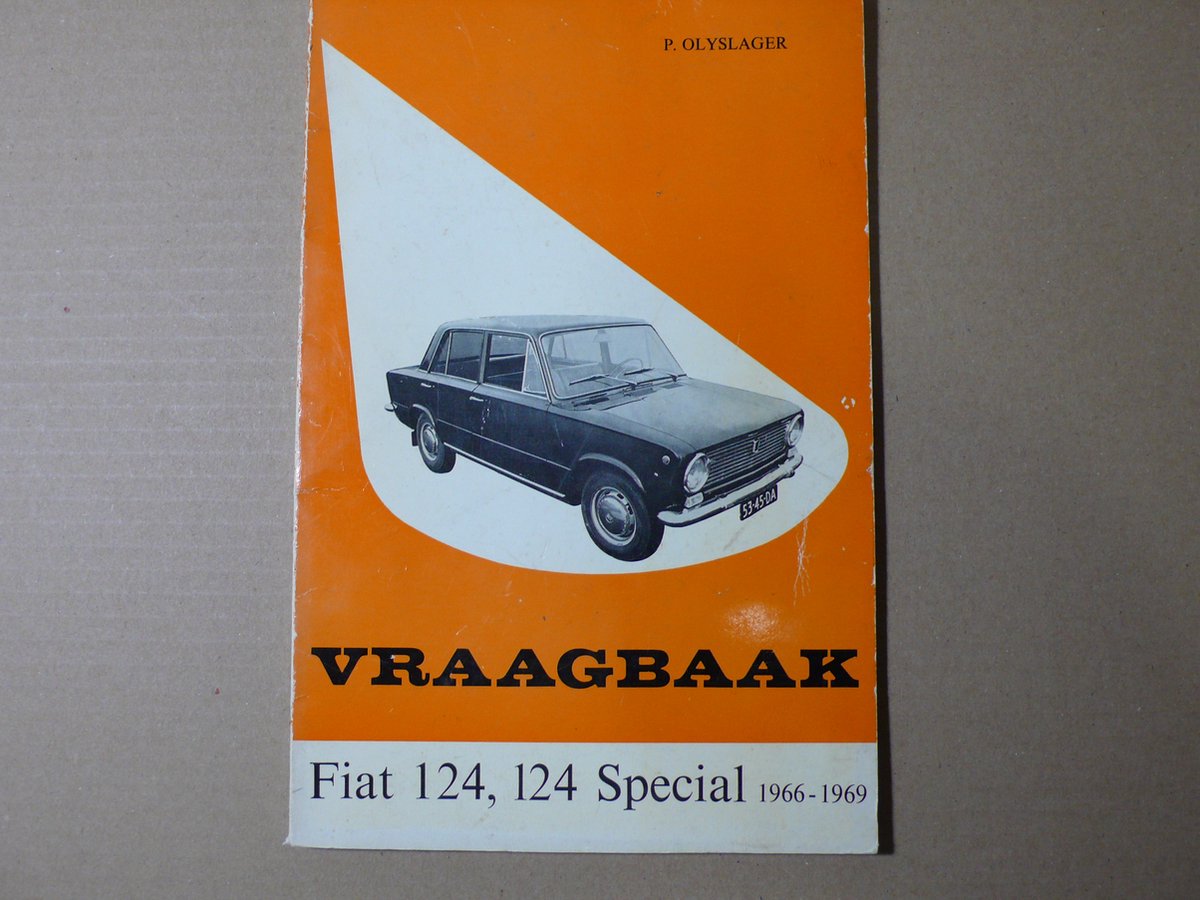 P. OLYSLAGER
53-45-DA
VRAAGBAAK
Fiat 124, 124 Special 1966-1969